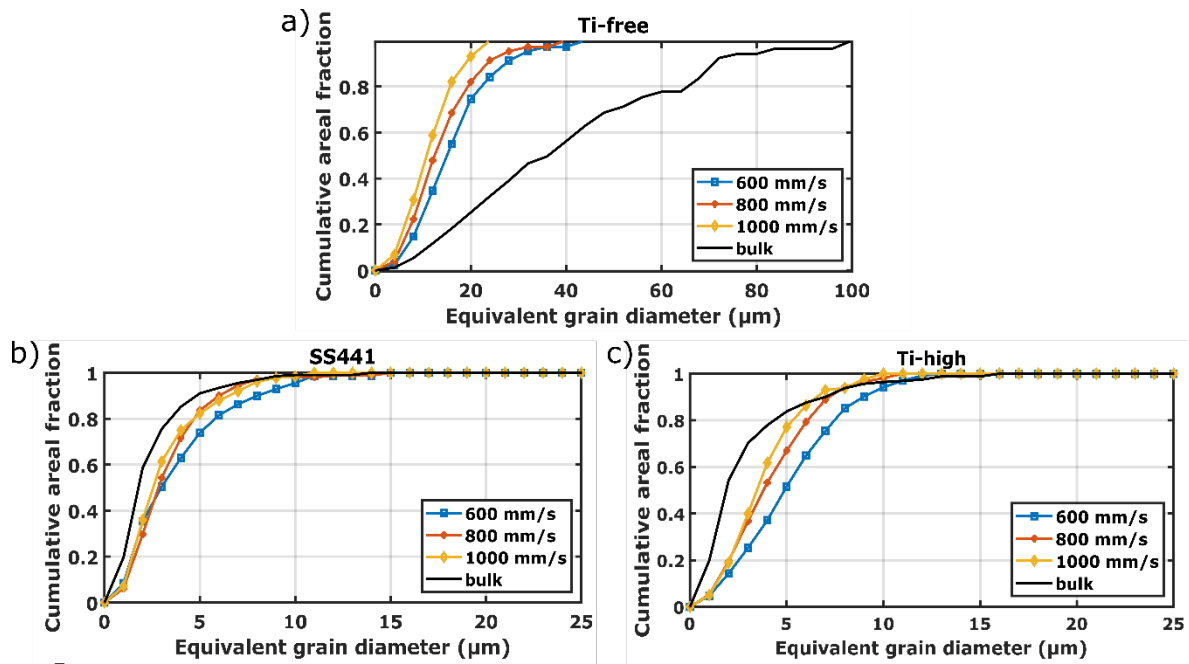 a)
Ti-free
Cumulative areal fraction
0
0.2
0.4
0.6
0.8
0
20
40
60
80
100
Equivalent grain diameter (µm)
600 mm/s
800 mm/s
1000 mm/s
bulk
b)
SS441
Cumulative areal fraction
0
0.2
0.4
0.6
0.8
1
0
5
10
15
20
25
Equivalent grain diameter (µm)
600 mm/s
800 mm/s
1000 mm/s
bulk
c)
Ti-high
Cumulative areal fraction
0
0.2
0.4
0.6
0.8
1
0
5
10
15
20
25
Equivalent grain diameter (µm)
600 mm/s
800 mm/s
1000 mm/s
bulk